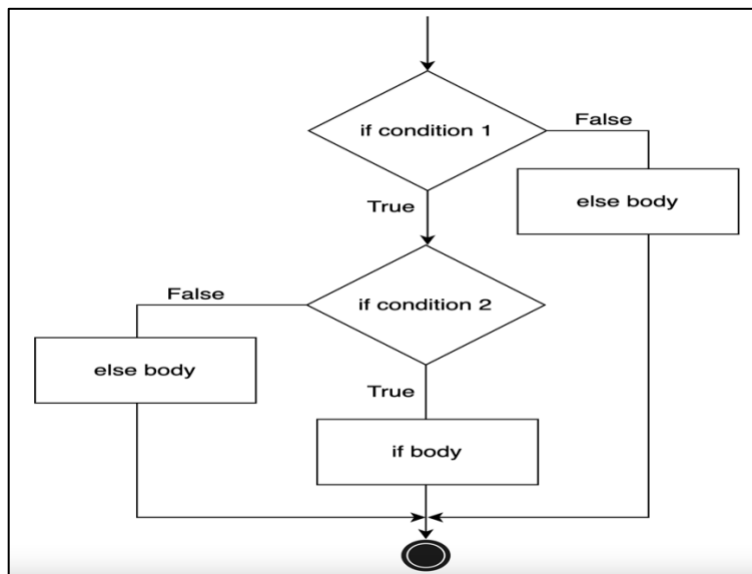 if condition 1
False
else body
True
if condition 2
False
else body
True
if body